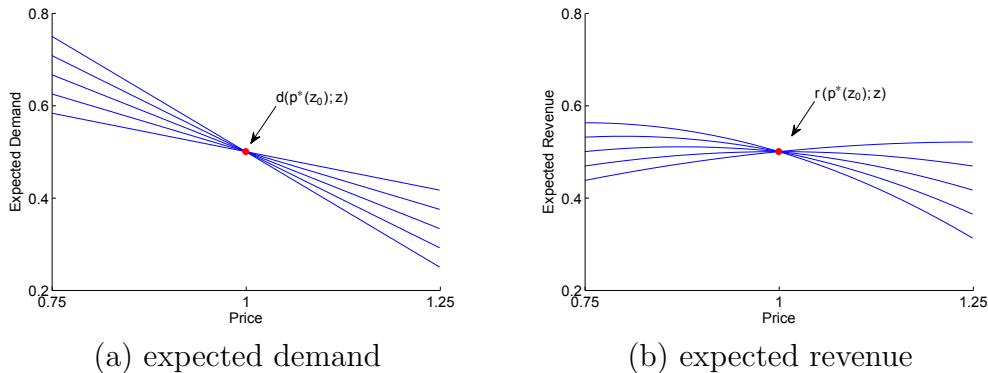 0.8
d(p*(z0); z)
0.6
Expected Demand
0.4
0.2
0.75
1
1.25
Price
(a) expected demand
0.8
r(p*(z0); z)
0.6
Expected Revenue
0.4
0.2
0.75
1
1.25
Price
(b) expected revenue